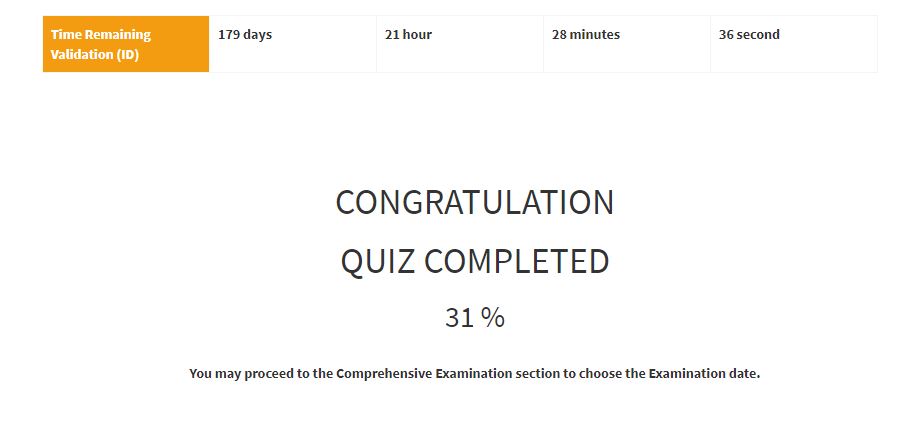 Time Remaining 179 days 21 hour 28 minutes 36 second
Validation (ID)
CONGRATULATION
QUIZ COMPLETED
31 %
You may proceed to the Comprehensive Examination section to choose the Examination date.